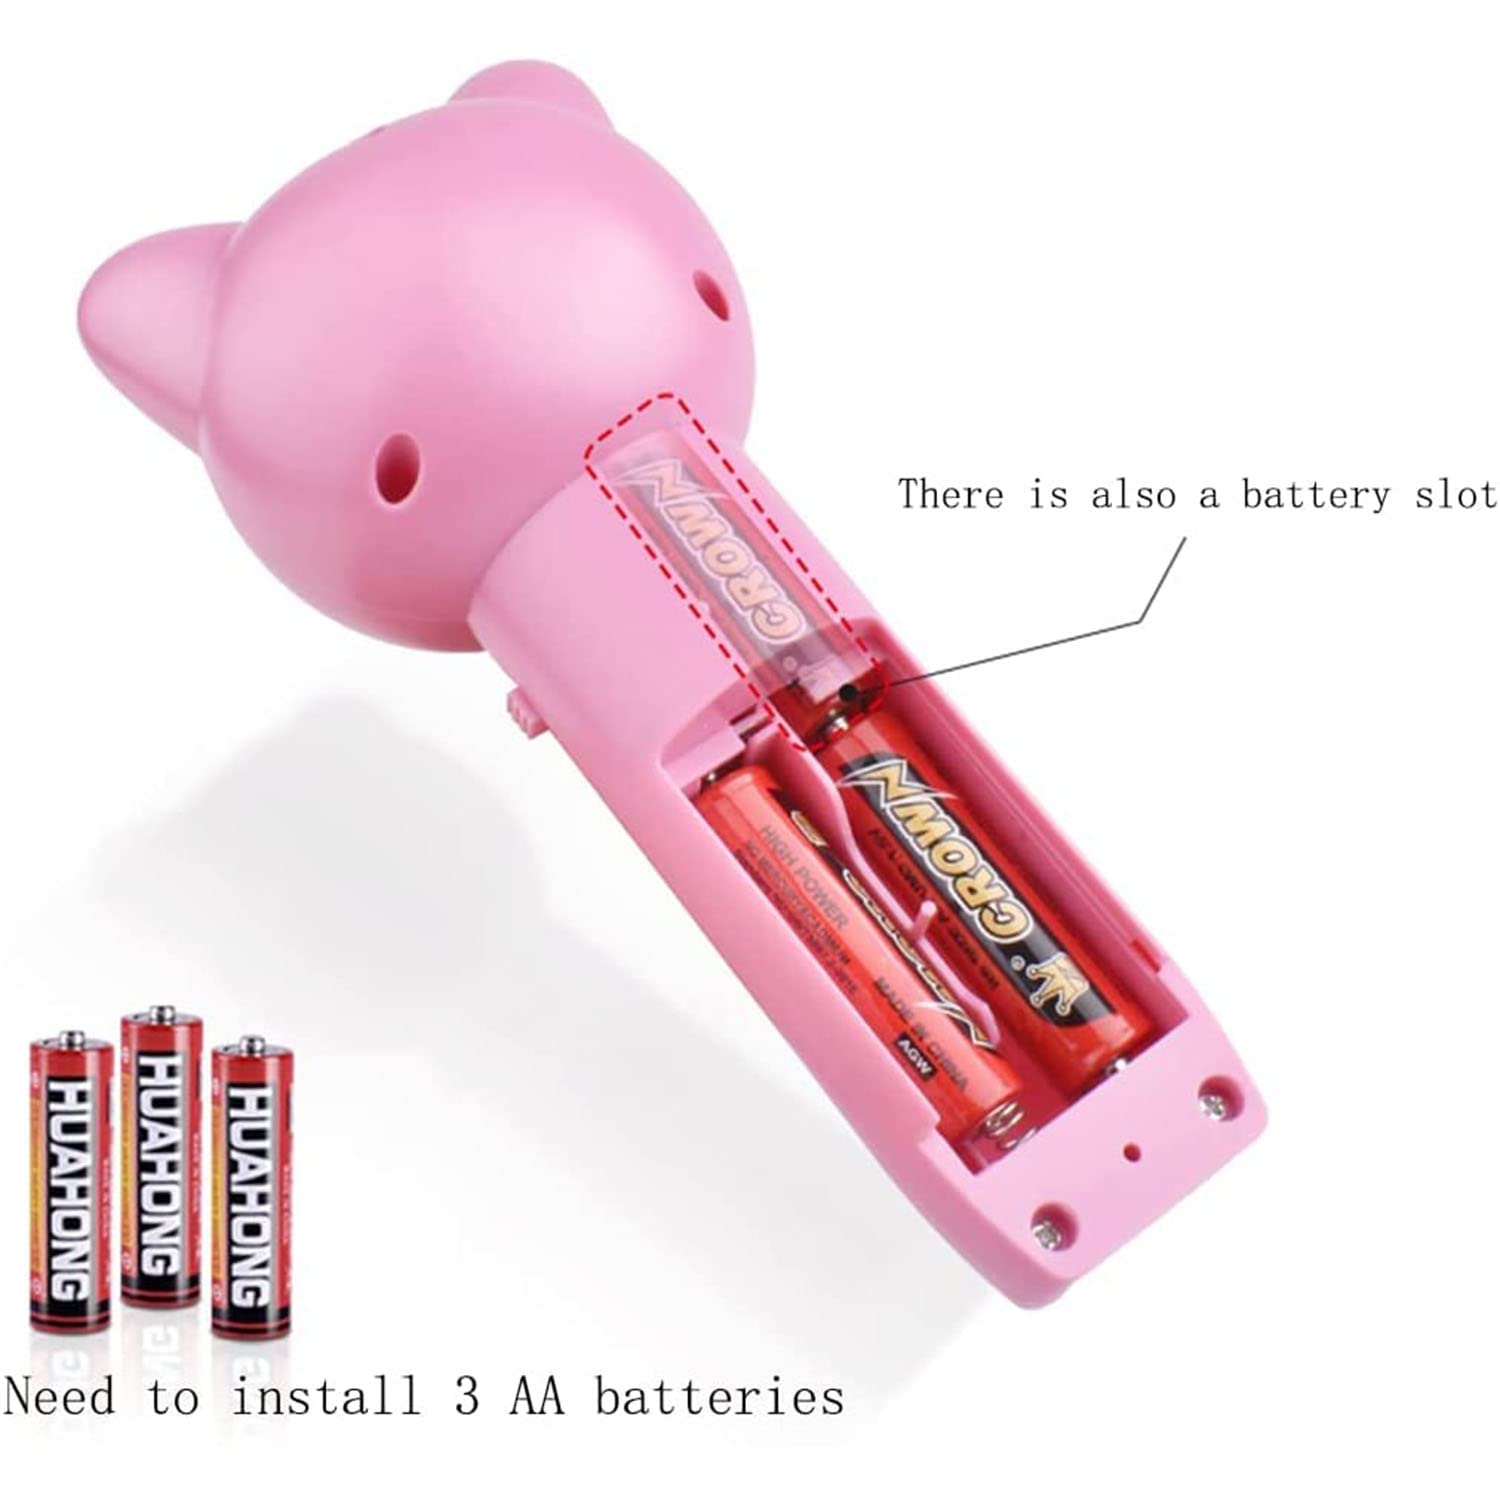 There is also a battery slot
CROWN
CROWN
HIGH POWER
MADE IN CHINA
AGW
HUAHONG
HUAHONG
HUAHONG
Need to install 3 AA batteries